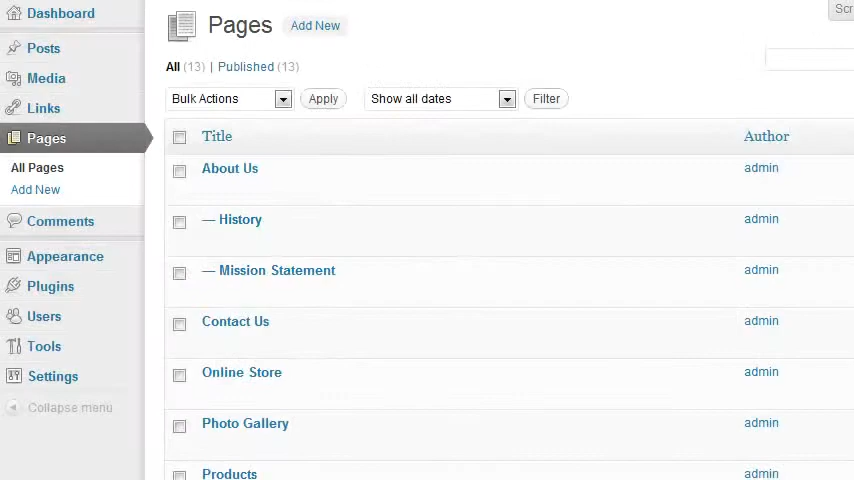 Dashboard
Posts
Media
Links
Pages
All Pages
Add New
Comments
Appearance
Plugins
Users
Tools
Settings
Collapse menu
Scr
Pages Add New
All (13) | Published (13)
Bulk Actions Apply Show all dates Filter
Title Author
About Us admin
— History admin
— Mission Statement admin
Contact Us admin
Online Store admin
Photo Gallery admin
Products admin